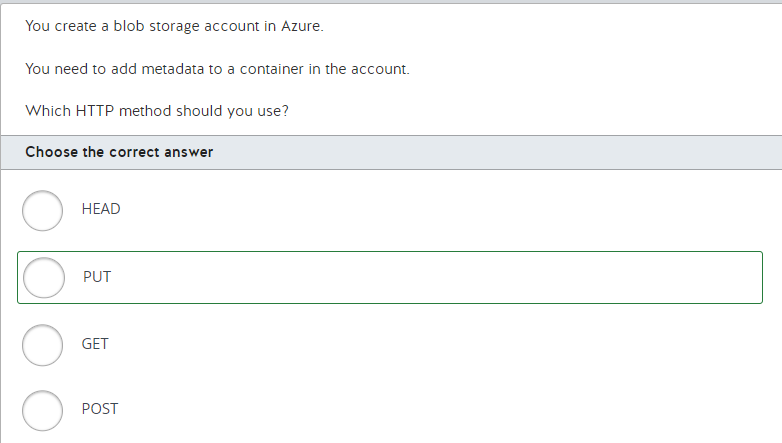 You create a blob storage account in Azure.
You need to add metadata to a container in the account.
Which HTTP method should you use?
Choose the correct answer
HEAD
PUT
GET
POST